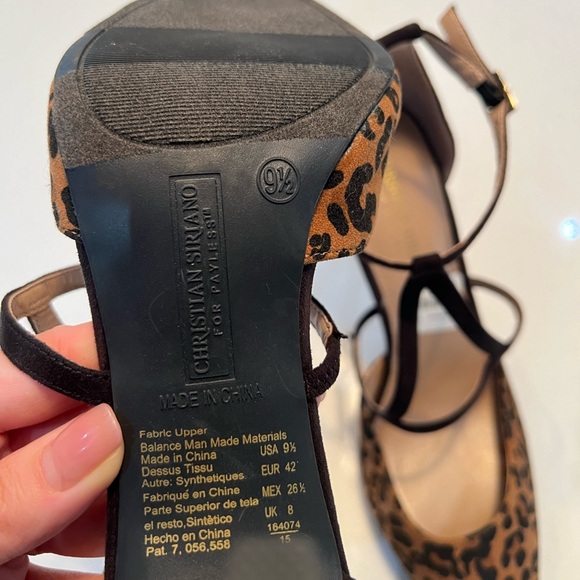 9½
CHRISTIAN SIRIANO
FOR PAYLESS™
MADE IN CHINA
Fabric Upper
Balance Man Made Materials
Made in China
Dessus Tissu
Autre: Synthetiques
Fabriqué en Chine
Parte Superior de tela
el resto, Sintètico
Hecho en China
Pat. 7, 056,558
USA 9½
EUR 42
MEX 26½
UK 8
164074
15